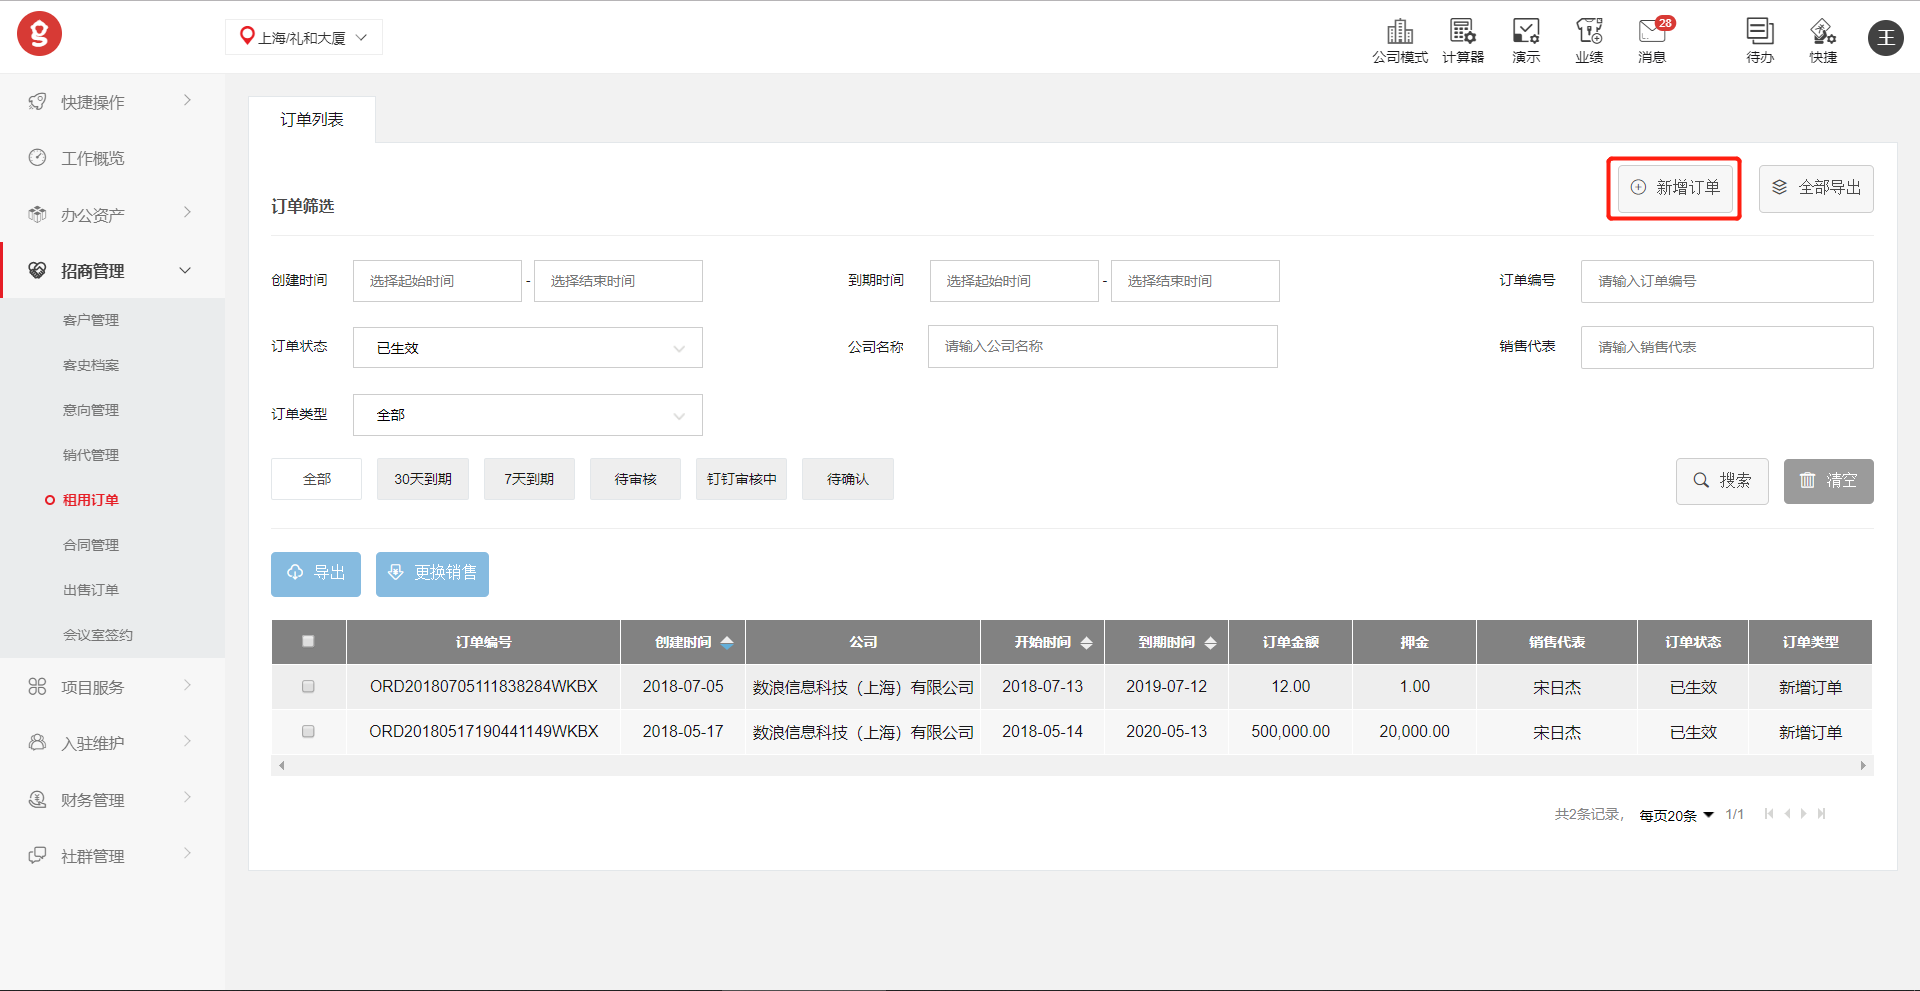 上海/礼和大厦
公司模式
计算器
演示
业绩
28
消息
待办
快捷
王
快捷操作
工作概览
办公资产
招商管理
客户管理
客史档案
意向管理
销代管理
租用订单
合同管理
出售订单
会议室签约
项目服务
入驻维护
财务管理
社群管理
订单列表
订单筛选
新增订单
全部导出
创建时间 选择起始时间 - 选择结束时间 到期时间 选择起始时间 - 选择结束时间 订单编号 请输入订单编号
订单状态 已生效 公司名称 请输入公司名称 销售代表 请输入销售代表
订单类型 全部
全部 30天到期 7天到期 待审核 钉钉审核中 待确认 搜索 清空
导出 更换销售
订单编号 创建时间 公司 开始时间 到期时间 订单金额 押金 销售代表 订单状态 订单类型
ORD20180705111838284WKBX 2018-07-05 数浪信息科技（上海）有限公司 2018-07-13 2019-07-12 12.00 1.00 宋日杰 已生效 新增订单
ORD20180517190441149WKBX 2018-05-17 数浪信息科技（上海）有限公司 2018-05-14 2020-05-13 500,000.00 20,000.00 宋日杰 已生效 新增订单
共2条记录， 每页20条 1/1